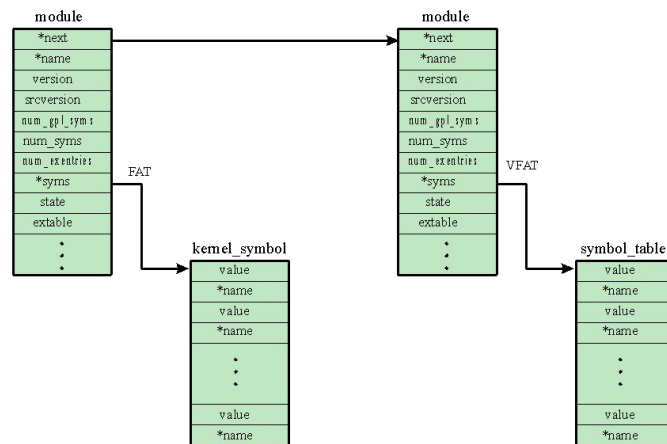 module
*next
*name
version
srcversion
num_gpl_syms
num_syms
num_exentries
*syms
state
extable
FAT
kernel_symbol
value
*name
value
*name
value
*name
module
*next
*name
version
srcversion
num_gpl_syms
num_syms
num_exentries
*syms
state
extable
VFAT
symbol_table
value
*name
value
*name
value
*name